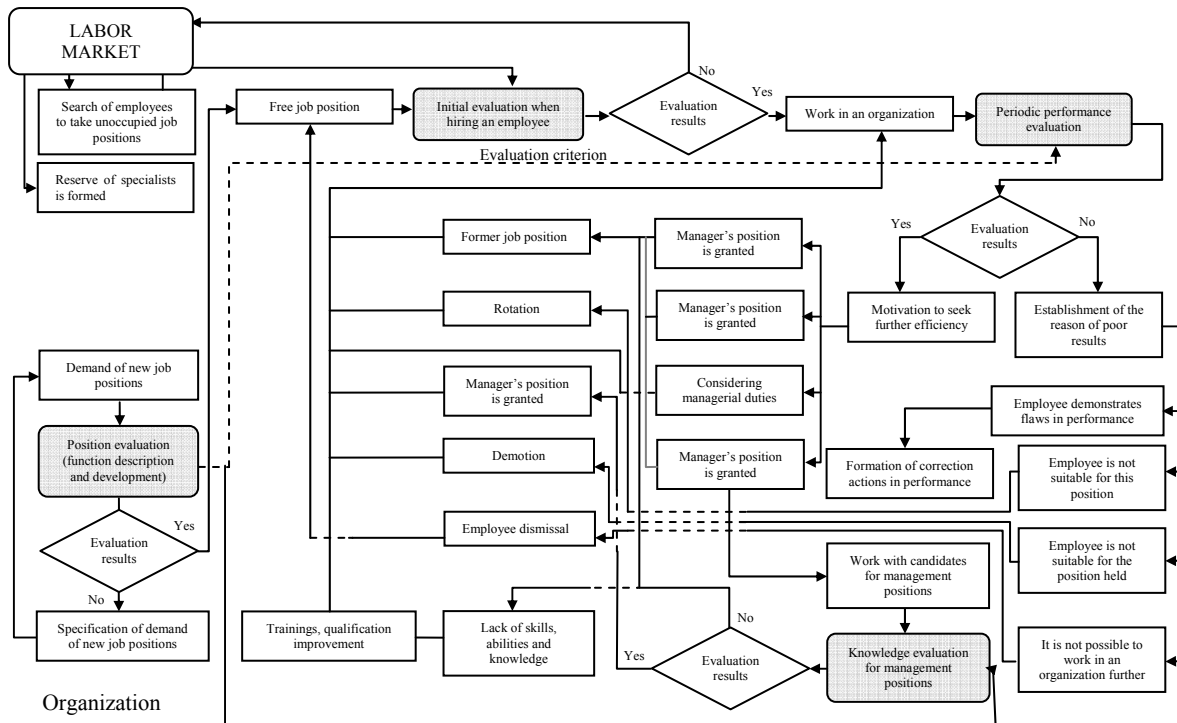 LABOR
MARKET
Search of employees
to take unoccupied job
positions
Reserve of specialists
is formed
Free job position
Initial evaluation when
hiring an employee
Evaluation
results
No
Yes
Work in an organization
Periodic performance
evaluation
Evaluation criterion
Evaluation
results
Yes
No
Former job position
Manager's position
is granted
Rotation
Manager's position
is granted
Motivation to seek
further efficiency
Establishment of the
reason of poor
results
Demand of new job
positions
Manager's position
is granted
Considering
managerial duties
Employee demonstrates
flaws in performance
Position evaluation
(function description
and development)
Demotion
Manager's position
is granted
Formation of correction
actions in performance
Employee is not
suitable for this
position
Yes
Evaluation
results
No
Employee dismissal
Work with candidates
for management
positions
Employee is not
suitable for the
position held
Specification of demand
of new job positions
Trainings, qualification
improvement
Lack of skills,
abilities and
knowledge
Yes
No
Evaluation
results
Knowledge evaluation
for management
positions
It is not possible to
work in an
organization further
Organization